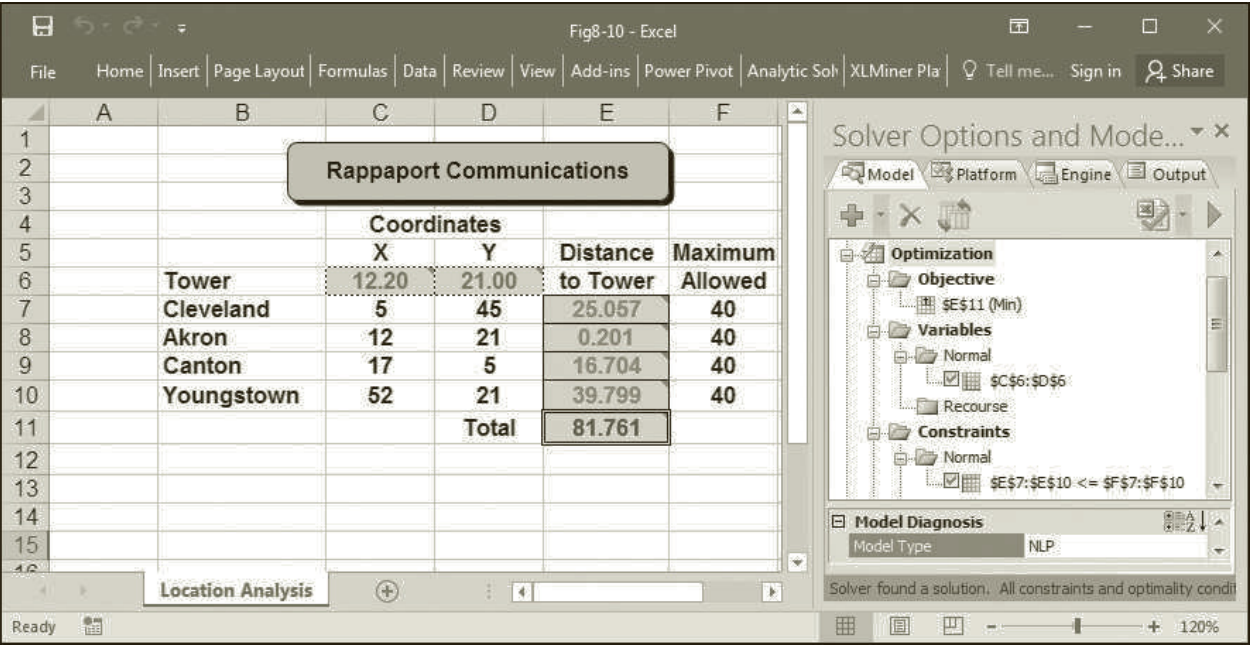 Fig8-10 - Excel
File Home Insert Page Layout Formulas Data Review View Add-ins Power Pivot Analytic Solv XLMiner Pla Tell me... Sign in Share
Solver Options and Mode...
Model Platform Engine Output
A B C D E F
1
2 Rappaport Communications
3
4 Coordinates
5 X Y Distance Maximum
6 Tower 12.20 21.00 to Tower Allowed
7 Cleveland 5 45 25.057 40
8 Akron 12 21 0.201 40
9 Canton 17 5 16.704 40
10 Youngstown 52 21 39.799 40
11 Total 81.761
12
13
14
15
16
Optimization
Objective
$E$11 (Min)
Variables
Normal
$C$6:$D$6
Recourse
Constraints
Normal
$E$7:$E$10 <= $F$7:$F$10
Model Diagnosis
Model Type NLP
Solver found a solution. All constraints and optimality condit
Location Analysis
Ready
120%